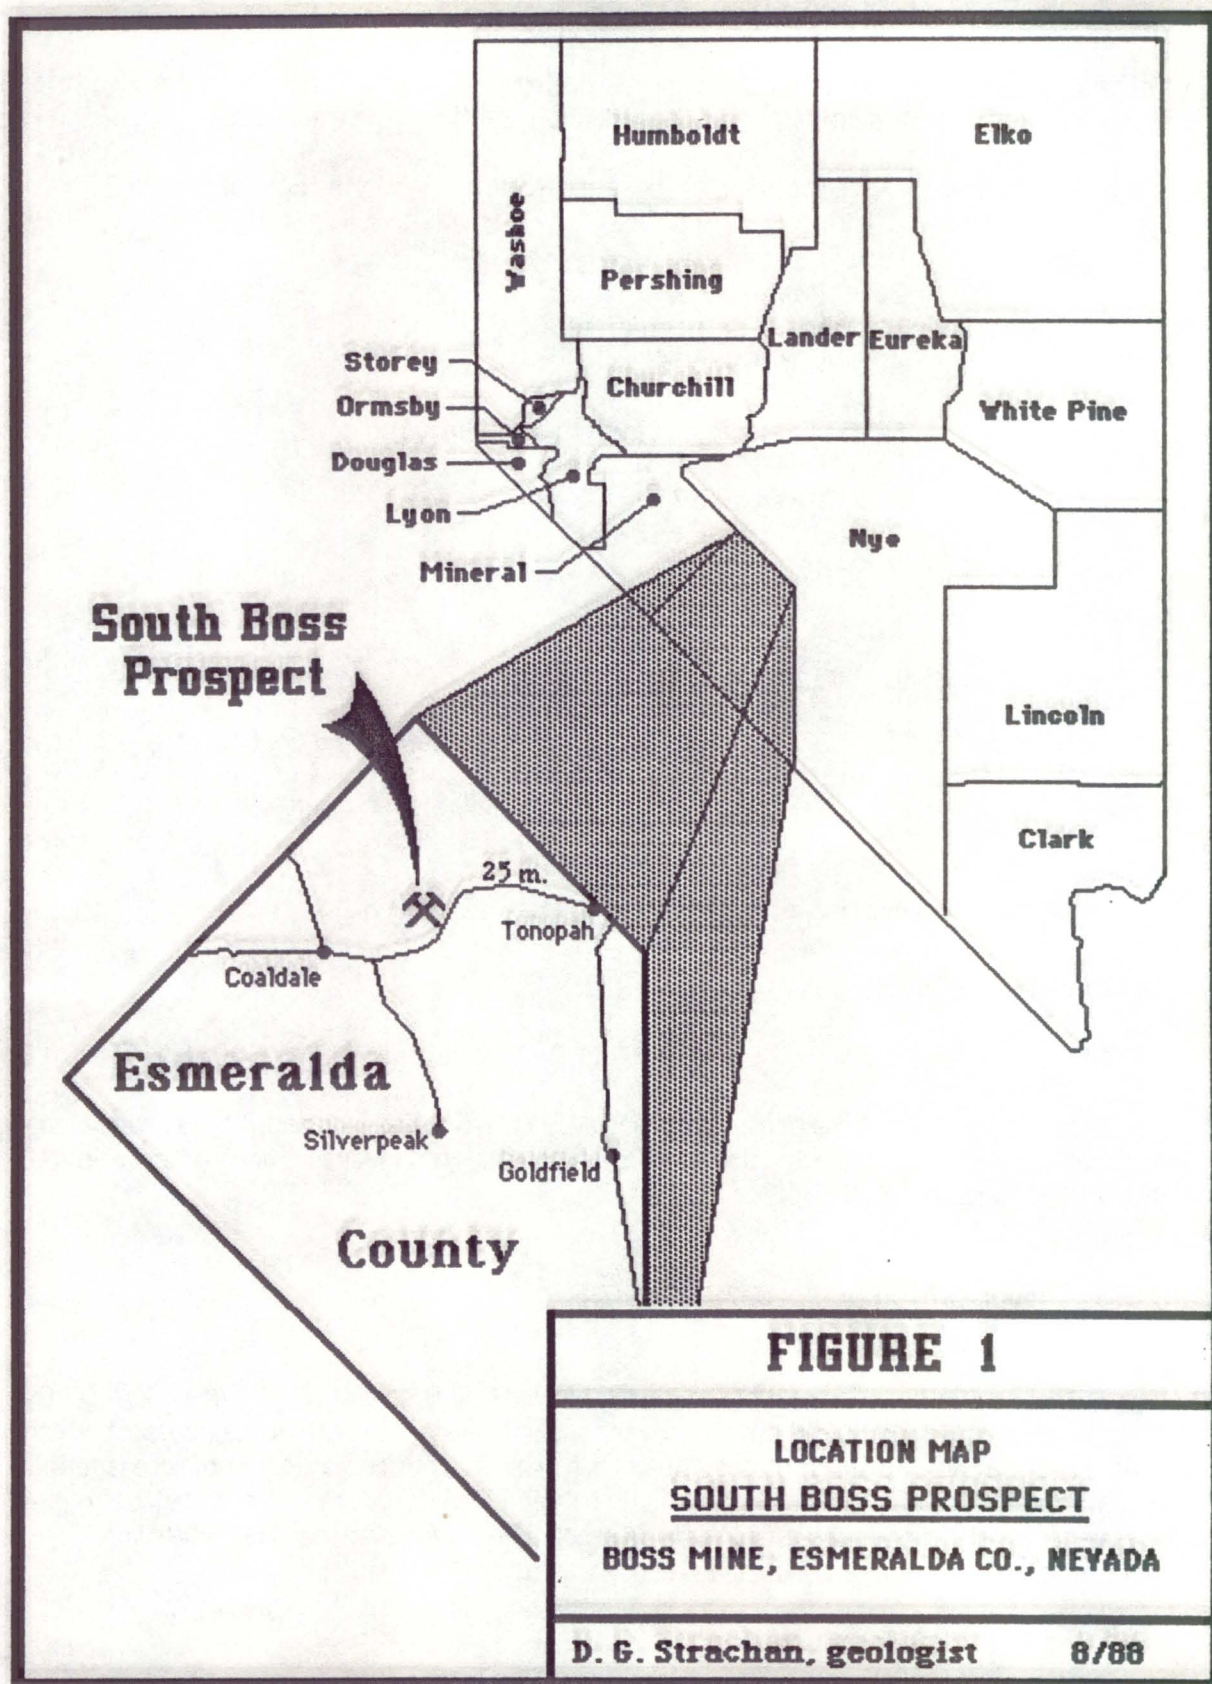 Humboldt
Elko
Washoe
Pershing
Lander
Eureka
Storey
Churchill
Ormsby
White Pine
Douglas
Lyon
Nye
Mineral
South Boss
Prospect
Lincoln
Clark
25 m.
Tonopah
Coaldale
Esmeralda
Silverpeak
Goldfield
County
FIGURE 1
LOCATION MAP
SOUTH BOSS PROSPECT
BOSS MINE, ESMERALDA CO., NEVADA
D. G. Strachan, geologist 8/88